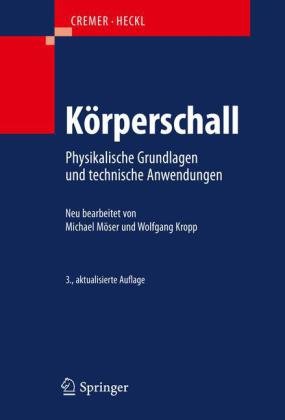 CREMER · HECKL
Körperschall
Physikalische Grundlagen
und technische Anwendungen
Neu bearbeitet von
Michael Möser und Wolfgang Kropp
3., aktualisierte Auflage
Springer